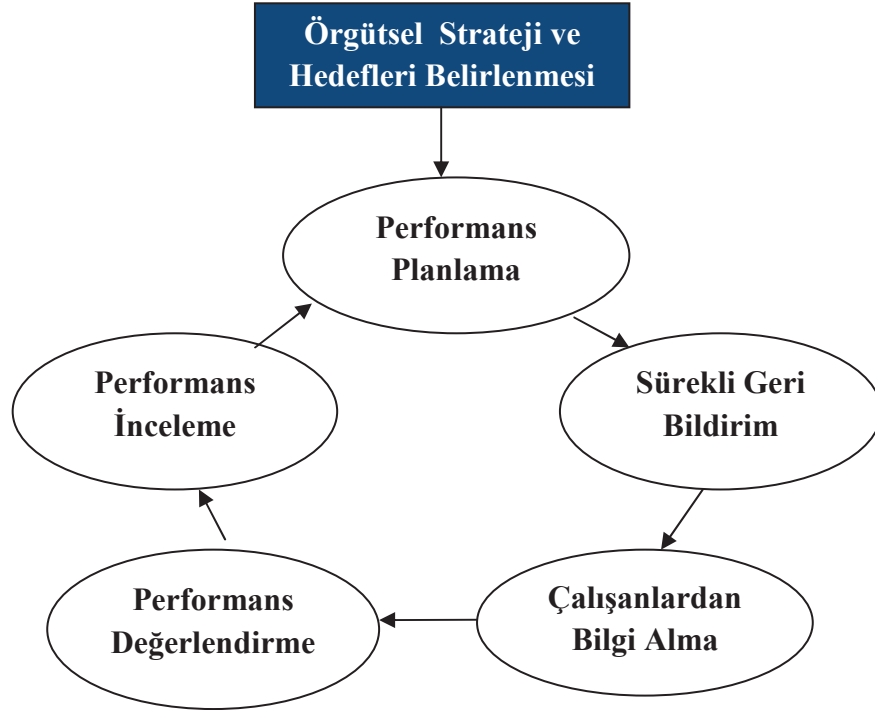 Örgütsel Strateji ve
Hedefleri Belirlenmesi
Performans
Planlama
Sürekli Geri
Bildirim
Çalışanlardan
Bilgi Alma
Performans
Değerlendirme
Performans
İnceleme